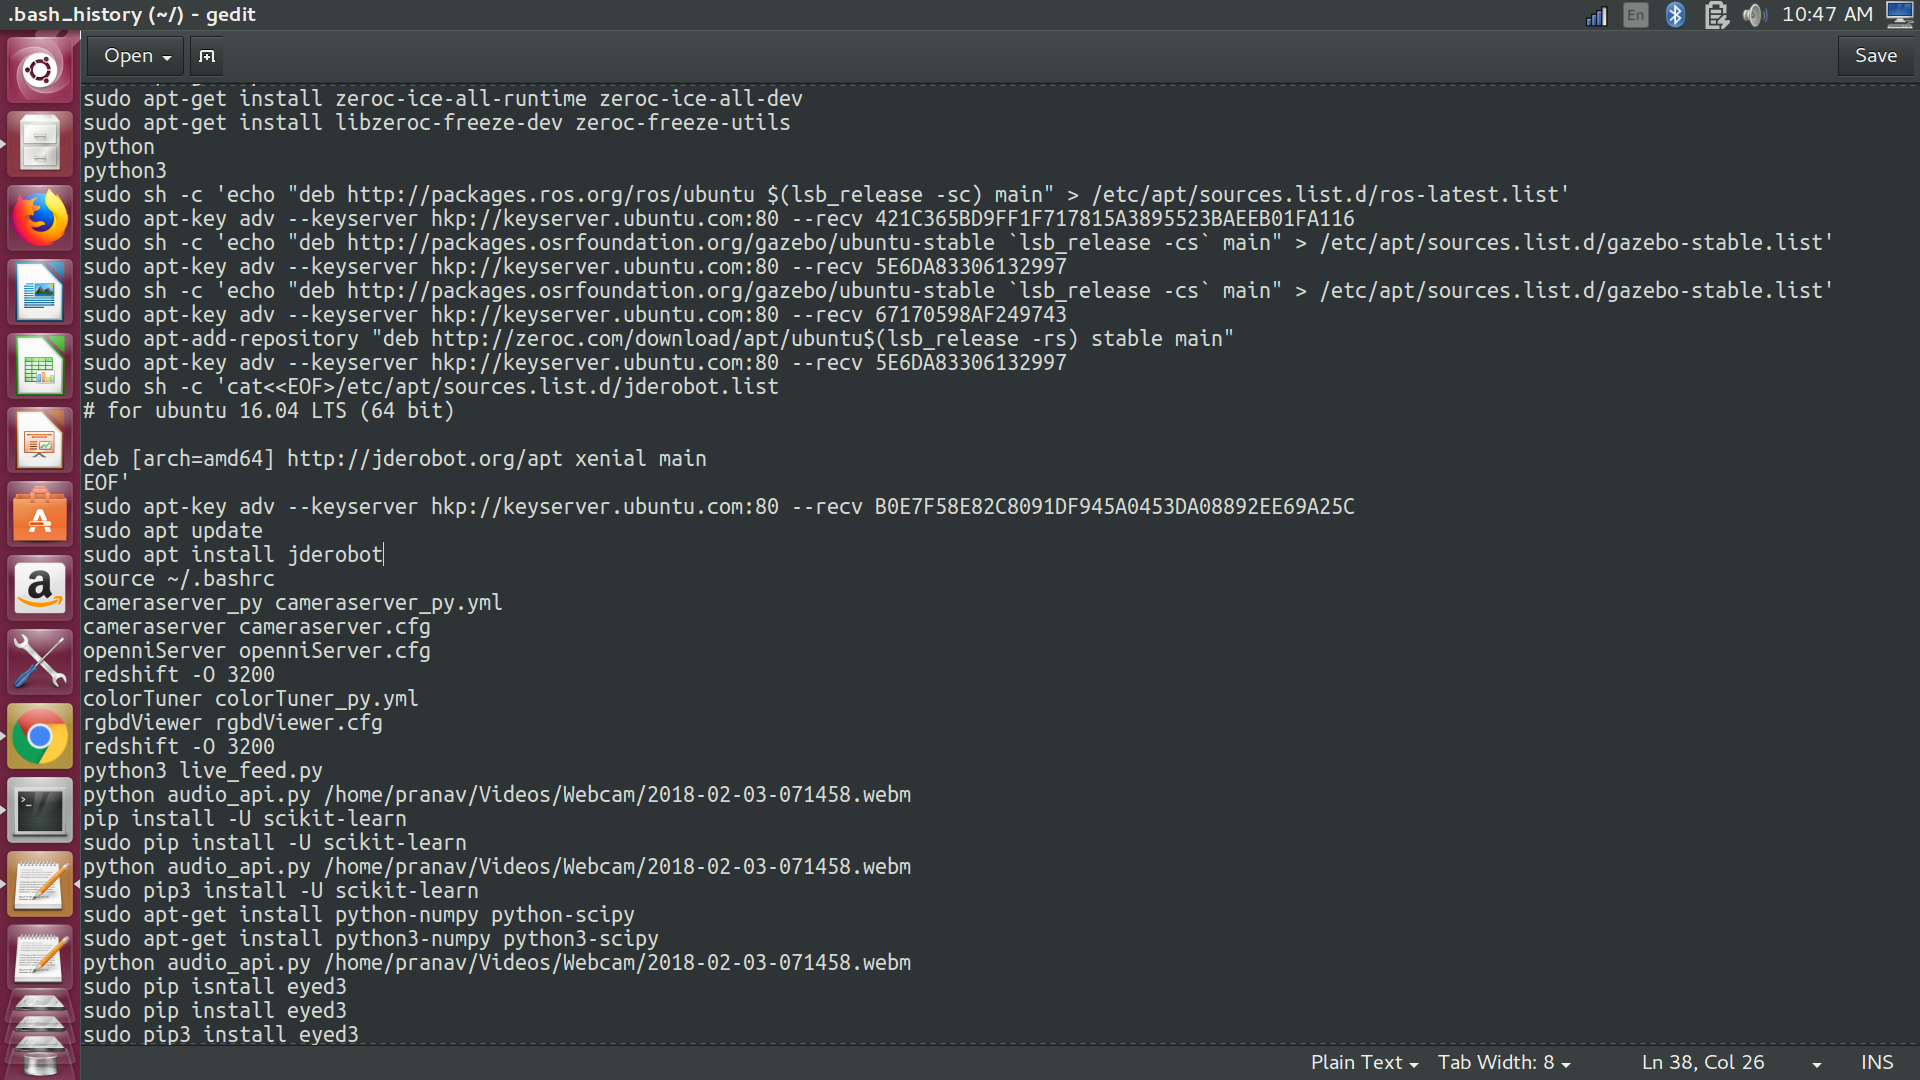 .bash_history (~/) - gedit
En
10:47 AM
Open
Save
sudo apt-get install zeroc-ice-all-runtime zeroc-ice-all-dev
sudo apt-get install libzeroc-freeze-dev zeroc-freeze-utils
python
python3
sudo sh -c 'echo "deb http://packages.ros.org/ros/ubuntu $(lsb_release -sc) main" > /etc/apt/sources.list.d/ros-latest.list'
sudo apt-key adv --keyserver hkp://keyserver.ubuntu.com:80 --recv 421C365BD9FF1F717815A3895523BAEEB01FA116
sudo sh -c 'echo "deb http://packages.osrfoundation.org/gazebo/ubuntu-stable `lsb_release -cs` main" > /etc/apt/sources.list.d/gazebo-stable.list'
sudo apt-key adv --keyserver hkp://keyserver.ubuntu.com:80 --recv 5E6DA83306132997
sudo sh -c 'echo "deb http://packages.osrfoundation.org/gazebo/ubuntu-stable `lsb_release -cs` main" > /etc/apt/sources.list.d/gazebo-stable.list'
sudo apt-key adv --keyserver hkp://keyserver.ubuntu.com:80 --recv 67170598AF249743
sudo apt-add-repository "deb http://zeroc.com/download/apt/ubuntu$(lsb_release -rs) stable main"
sudo apt-key adv --keyserver hkp://keyserver.ubuntu.com:80 --recv 5E6DA83306132997
sudo sh -c 'cat<<EOF>/etc/apt/sources.list.d/jderobot.list
# for ubuntu 16.04 LTS (64 bit)
deb [arch=amd64] http://jderobot.org/apt xenial main
EOF'
sudo apt-key adv --keyserver hkp://keyserver.ubuntu.com:80 --recv B0E7F58E82C8091DF945A0453DA08892EE69A25C
sudo apt update
sudo apt install jderobot
source ~/.bashrc
cameraserver_py cameraserver_py.yml
cameraserver cameraserver.cfg
openniServer openniServer.cfg
redshift -O 3200
colorTuner colorTuner_py.yml
rgbdViewer rgbdViewer.cfg
redshift -O 3200
python3 live_feed.py
python audio_api.py /home/pranav/Videos/Webcam/2018-02-03-071458.webm
pip install -U scikit-learn
sudo pip install -U scikit-learn
python audio_api.py /home/pranav/Videos/Webcam/2018-02-03-071458.webm
sudo pip3 install -U scikit-learn
sudo apt-get install python-numpy python-scipy
sudo apt-get install python3-numpy python3-scipy
python audio_api.py /home/pranav/Videos/Webcam/2018-02-03-071458.webm
sudo pip isntall eyed3
sudo pip install eyed3
sudo pip3 install eyed3
Plain Text
Tab Width: 8
Ln 38, Col 26
INS